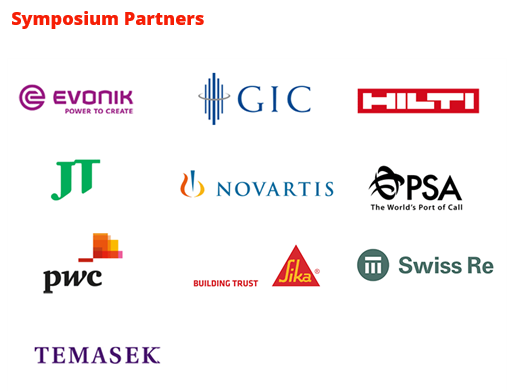 Symposium Partners
EVONIK
POWER TO CREATE
GIC
HILTI
JT
NOVARTIS
PSA
The World's Port of Call
pwc
BUILDING TRUST
Sika®
Swiss Re
TEMASEK